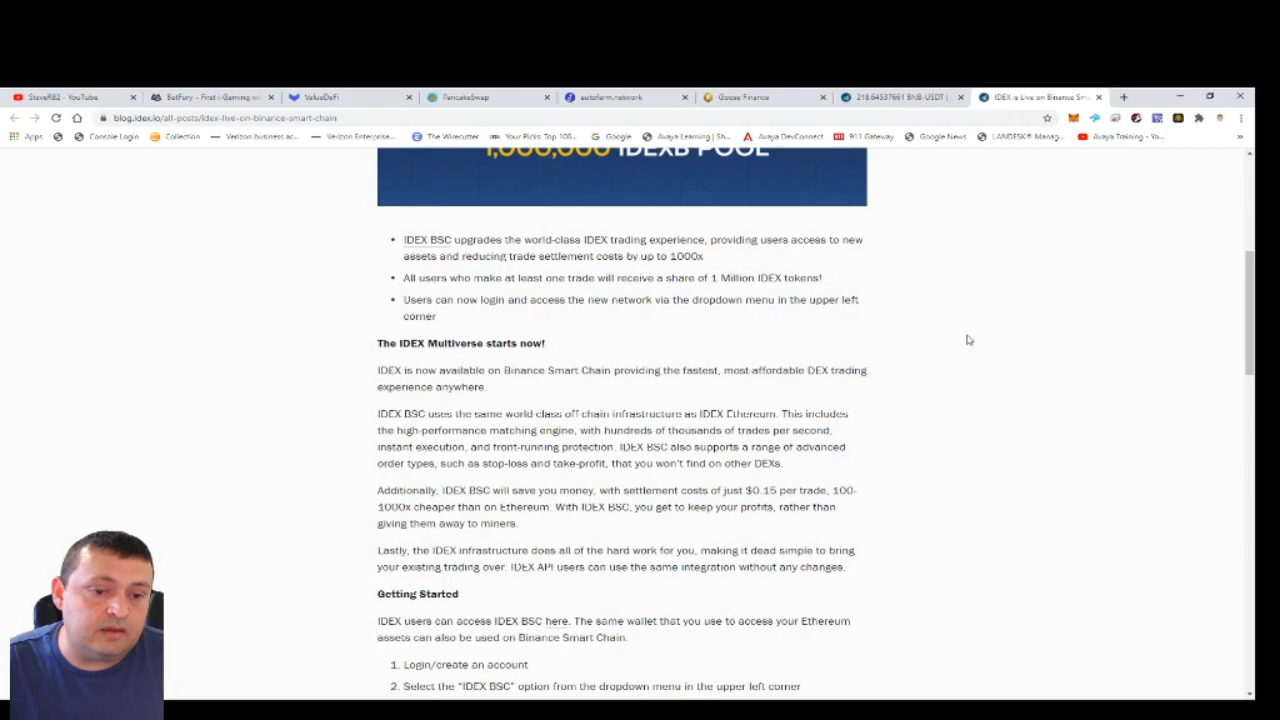 SteveR82 - YouTube
BetFury – First i-Gaming wi
ValueDeFi
PancakeSwap
autofarm.network
Goose Finance
218.64537661 BNB-USDT |
IDEX is Live on Binance Sm
blog.idex.io/all-posts/idex-live-on-binance-smart-chain
Apps
Console Login
Collection
Verizon business ac...
Verizon Enterprise...
The Wirecutter
Your Picks: Top 100...
Google
Avaya Learning | Sh...
Avaya DevConnect
911 Gateway
Google News
LANDESK® Manag...
Avaya Training - Yo...
1,000,000 IDEXB POOL
• IDEX BSC upgrades the world-class IDEX trading experience, providing users access to new
assets and reducing trade settlement costs by up to 1000x
• All users who make at least one trade will receive a share of 1 Million IDEX tokens!
• Users can now login and access the new network via the dropdown menu in the upper left
corner
The IDEX Multiverse starts now!
IDEX is now available on Binance Smart Chain providing the fastest, most-affordable DEX trading
experience anywhere.
IDEX BSC uses the same world-class off-chain infrastructure as IDEX Ethereum. This includes
the high-performance matching engine, with hundreds of thousands of trades per second,
instant execution, and front-running protection. IDEX BSC also supports a range of advanced
order types, such as stop-loss and take-profit, that you won't find on other DEXs.
Additionally, IDEX BSC will save you money, with settlement costs of just $0.15 per trade, 100-
1000x cheaper than on Ethereum. With IDEX BSC, you get to keep your profits, rather than
giving them away to miners.
Lastly, the IDEX infrastructure does all of the hard work for you, making it dead simple to bring
your existing trading over. IDEX API users can use the same integration without any changes.
Getting Started
IDEX users can access IDEX BSC here. The same wallet that you use to access your Ethereum
assets can also be used on Binance Smart Chain.
1. Login/create an account
2. Select the "IDEX BSC" option from the dropdown menu in the upper left corner